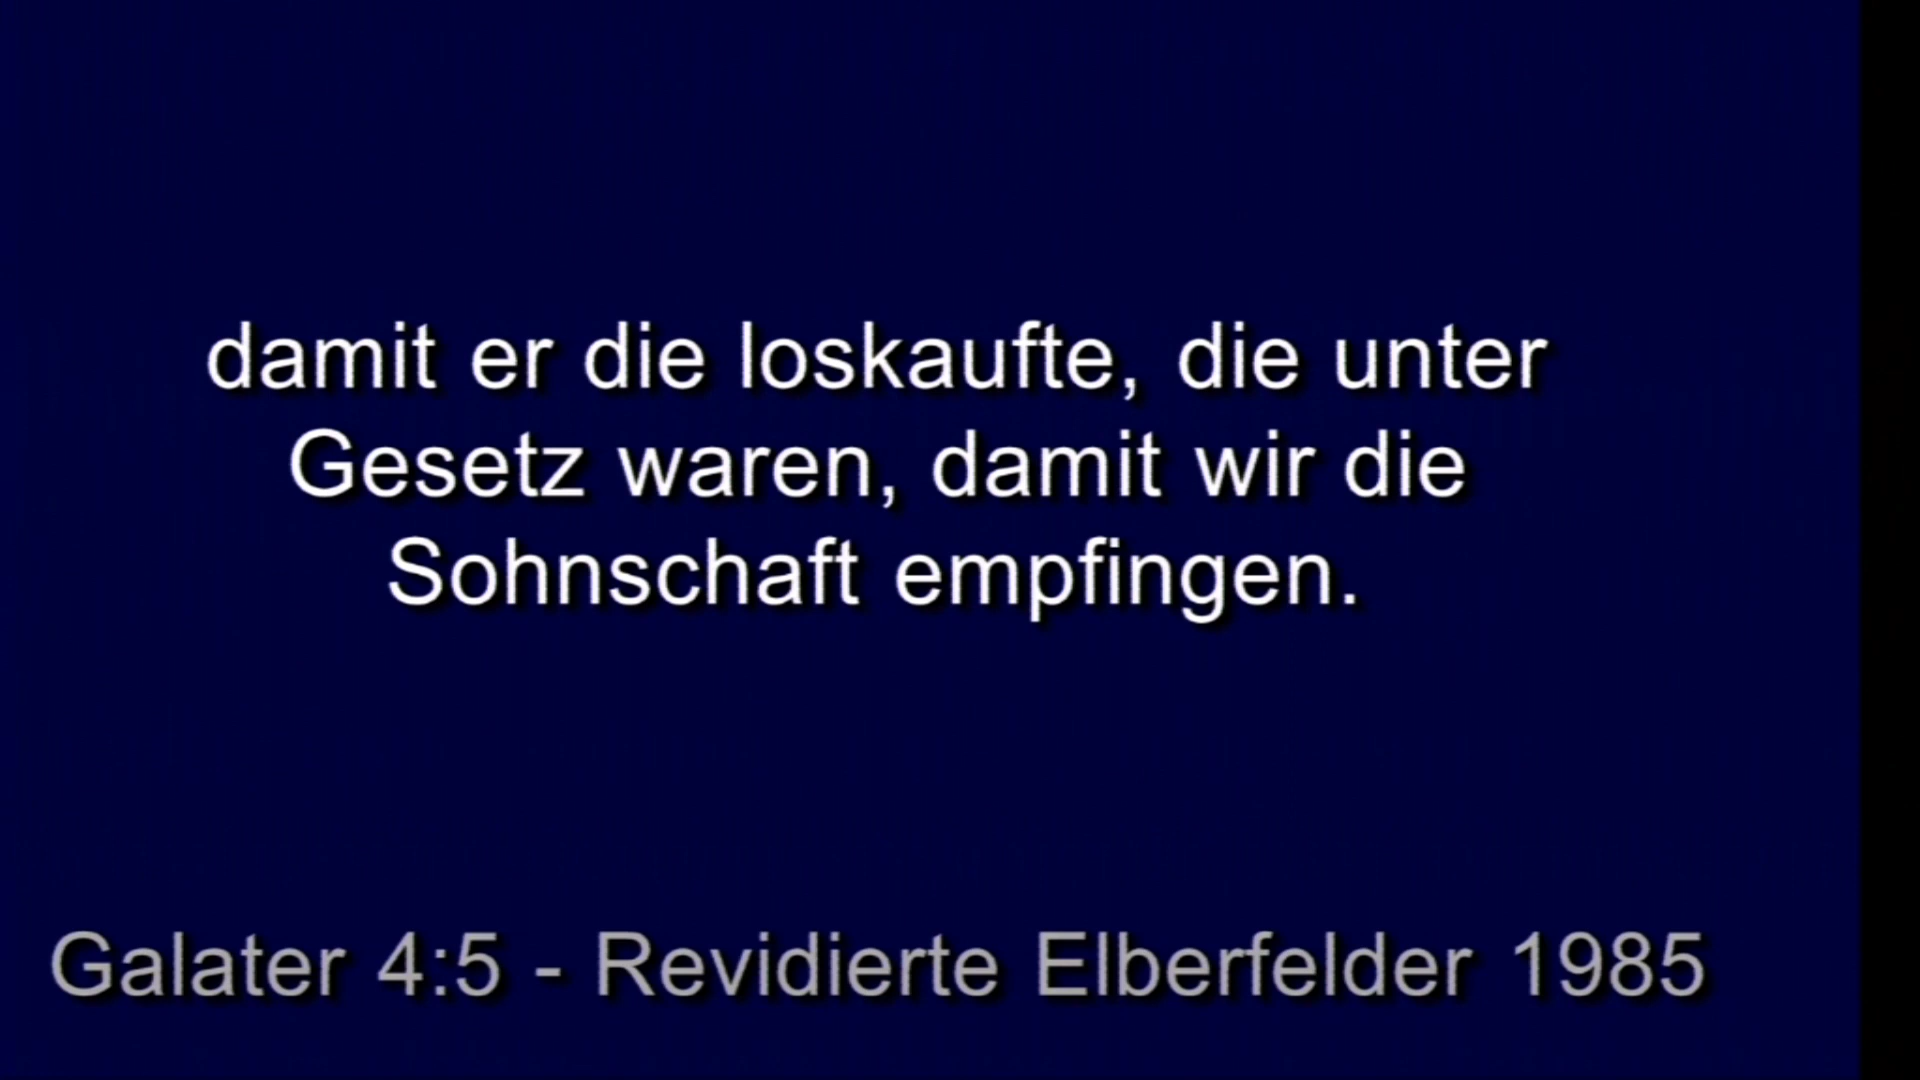 damit er die loskaufte, die unter
Gesetz waren, damit wir die
Sohnschaft empfingen.
Galater 4:5 - Revidierte Elberfelder 1985